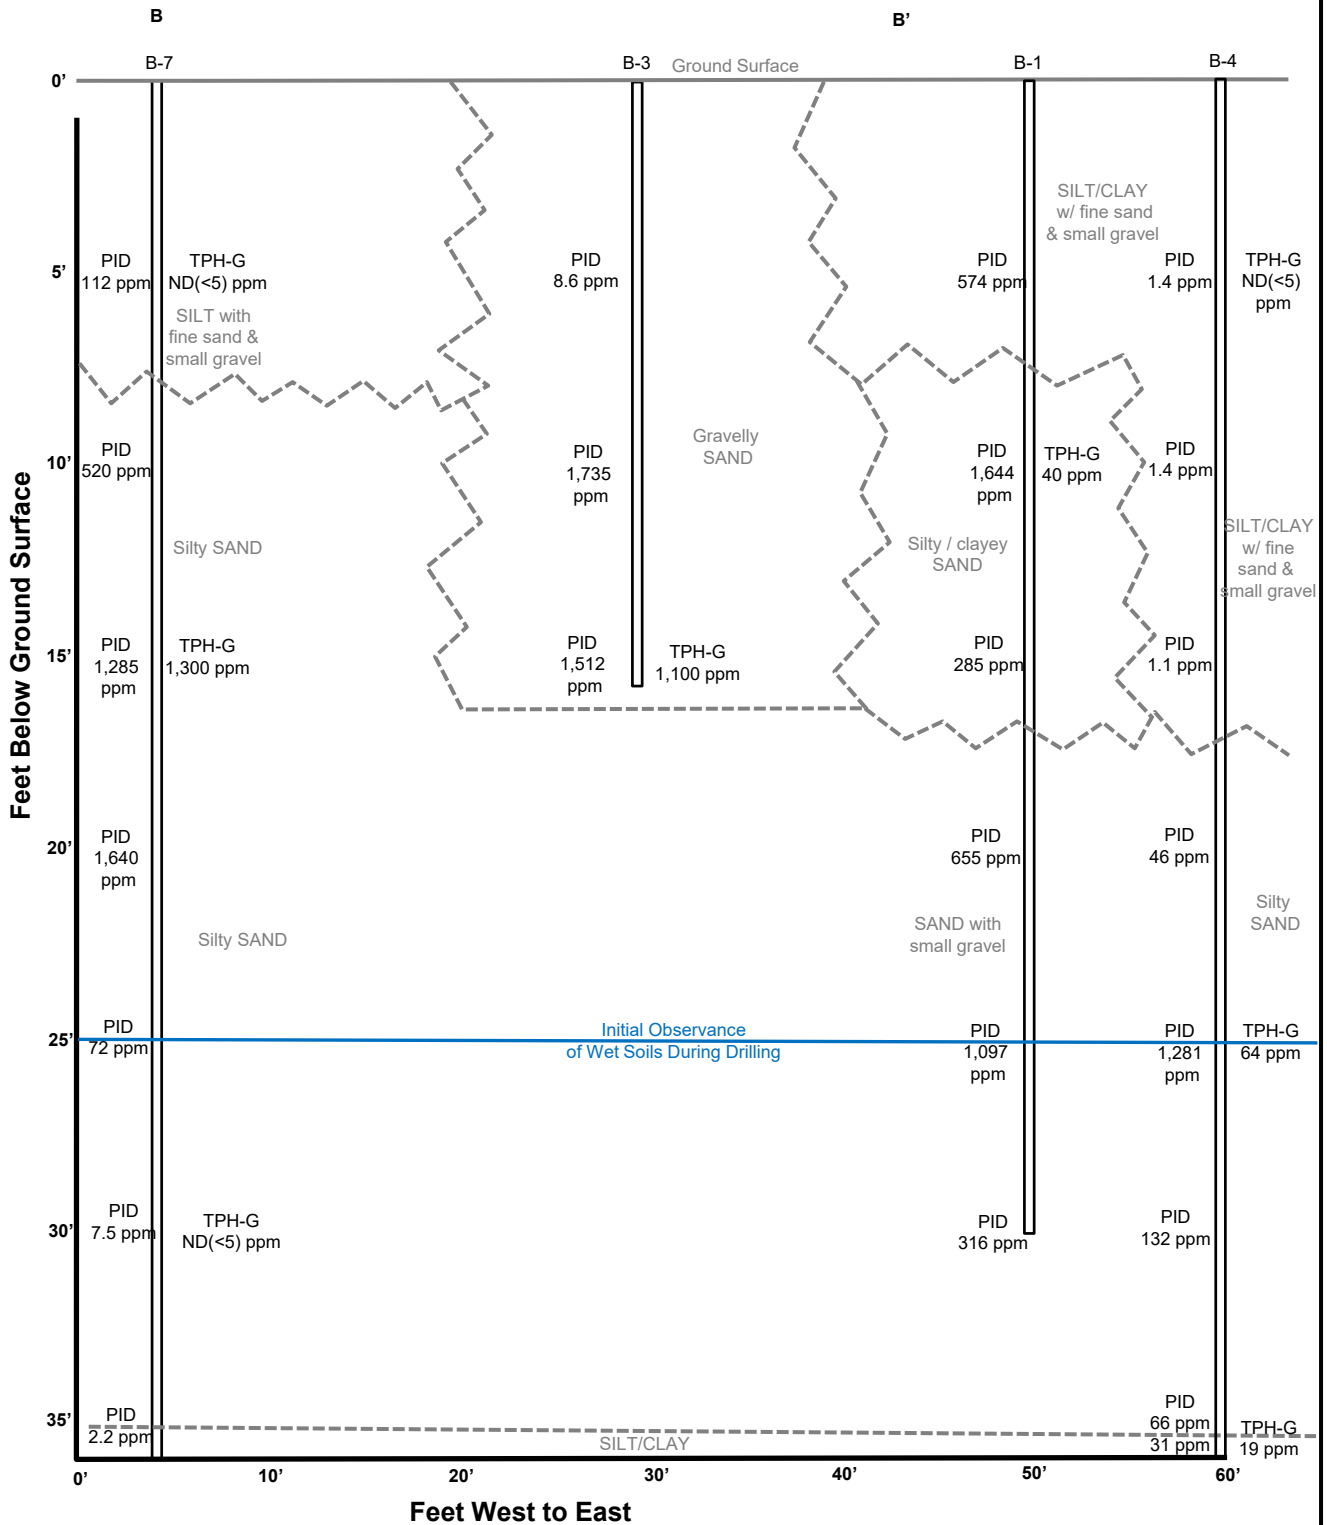 B
B’
B-7
B-3
Ground Surface
B-1
B-4
0’
SILT/CLAY
w/ fine sand
& small gravel
5’
PID
112 ppm
TPH-G
ND(<5) ppm
PID
8.6 ppm
PID
574 ppm
PID
1.4 ppm
TPH-G
ND(<5)
ppm
SILT with
fine sand &
small gravel
10’
PID
520 ppm
PID
1,735
ppm
Gravelly
SAND
PID
1,644
ppm
TPH-G
40 ppm
PID
1.4 ppm
Silty SAND
Silty / clayey
SAND
SILT/CLAY
w/ fine
sand &
small gravel
15’
PID
1,285
ppm
TPH-G
1,300 ppm
PID
1,512
ppm
TPH-G
1,100 ppm
PID
285 ppm
PID
1.1 ppm
20’
PID
1,640
ppm
PID
655 ppm
PID
46 ppm
Silty SAND
SAND with
small gravel
Silty
SAND
25’
PID
72 ppm
Initial Observance
of Wet Soils During Drilling
PID
1,097
ppm
PID
1,281
ppm
TPH-G
64 ppm
30’
PID
7.5 ppm
TPH-G
ND(<5) ppm
PID
316 ppm
PID
132 ppm
35’
PID
2.2 ppm
SILT/CLAY
PID
66 ppm
31 ppm
TPH-G
19 ppm
0’
10’
20’
30’
40’
50’
60’
Feet West to East
Feet Below Ground Surface